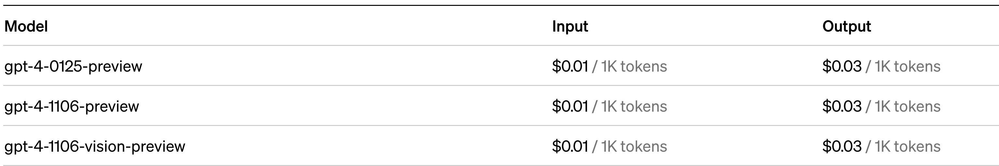 Model Input Output
gpt-4-0125-preview $0.01 / 1K tokens $0.03 / 1K tokens
gpt-4-1106-preview $0.01 / 1K tokens $0.03 / 1K tokens
gpt-4-1106-vision-preview $0.01 / 1K tokens $0.03 / 1K tokens